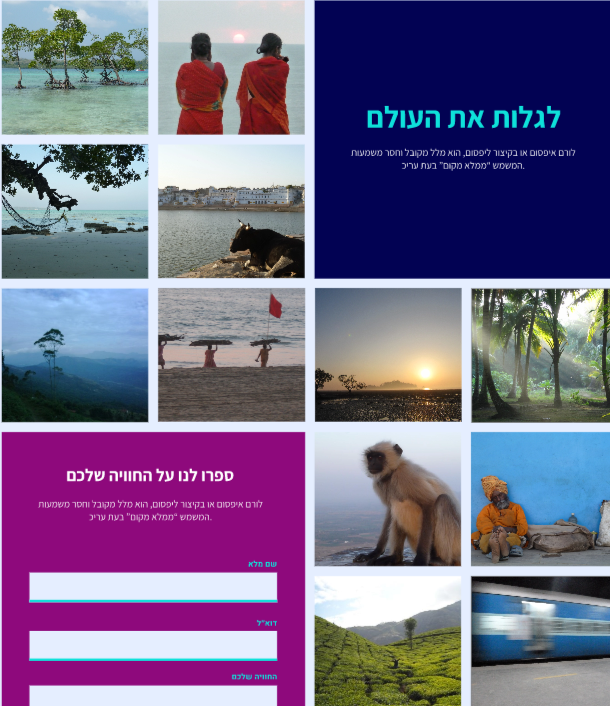 לגלות את העולם
לורם איפסום או בקיצור ליפסום, הוא מלל מקובל וחסר משמעות
המשמש "ממלא מקום" בעת עריכ.
ספרו לנו על החוויה שלכם
לורם איפסום או בקיצור ליפסום, הוא מלל מקובל וחסר משמעות
המשמש "ממלא מקום" בעת עריכ.
שם מלא
דוא"ל
החוויה שלכם